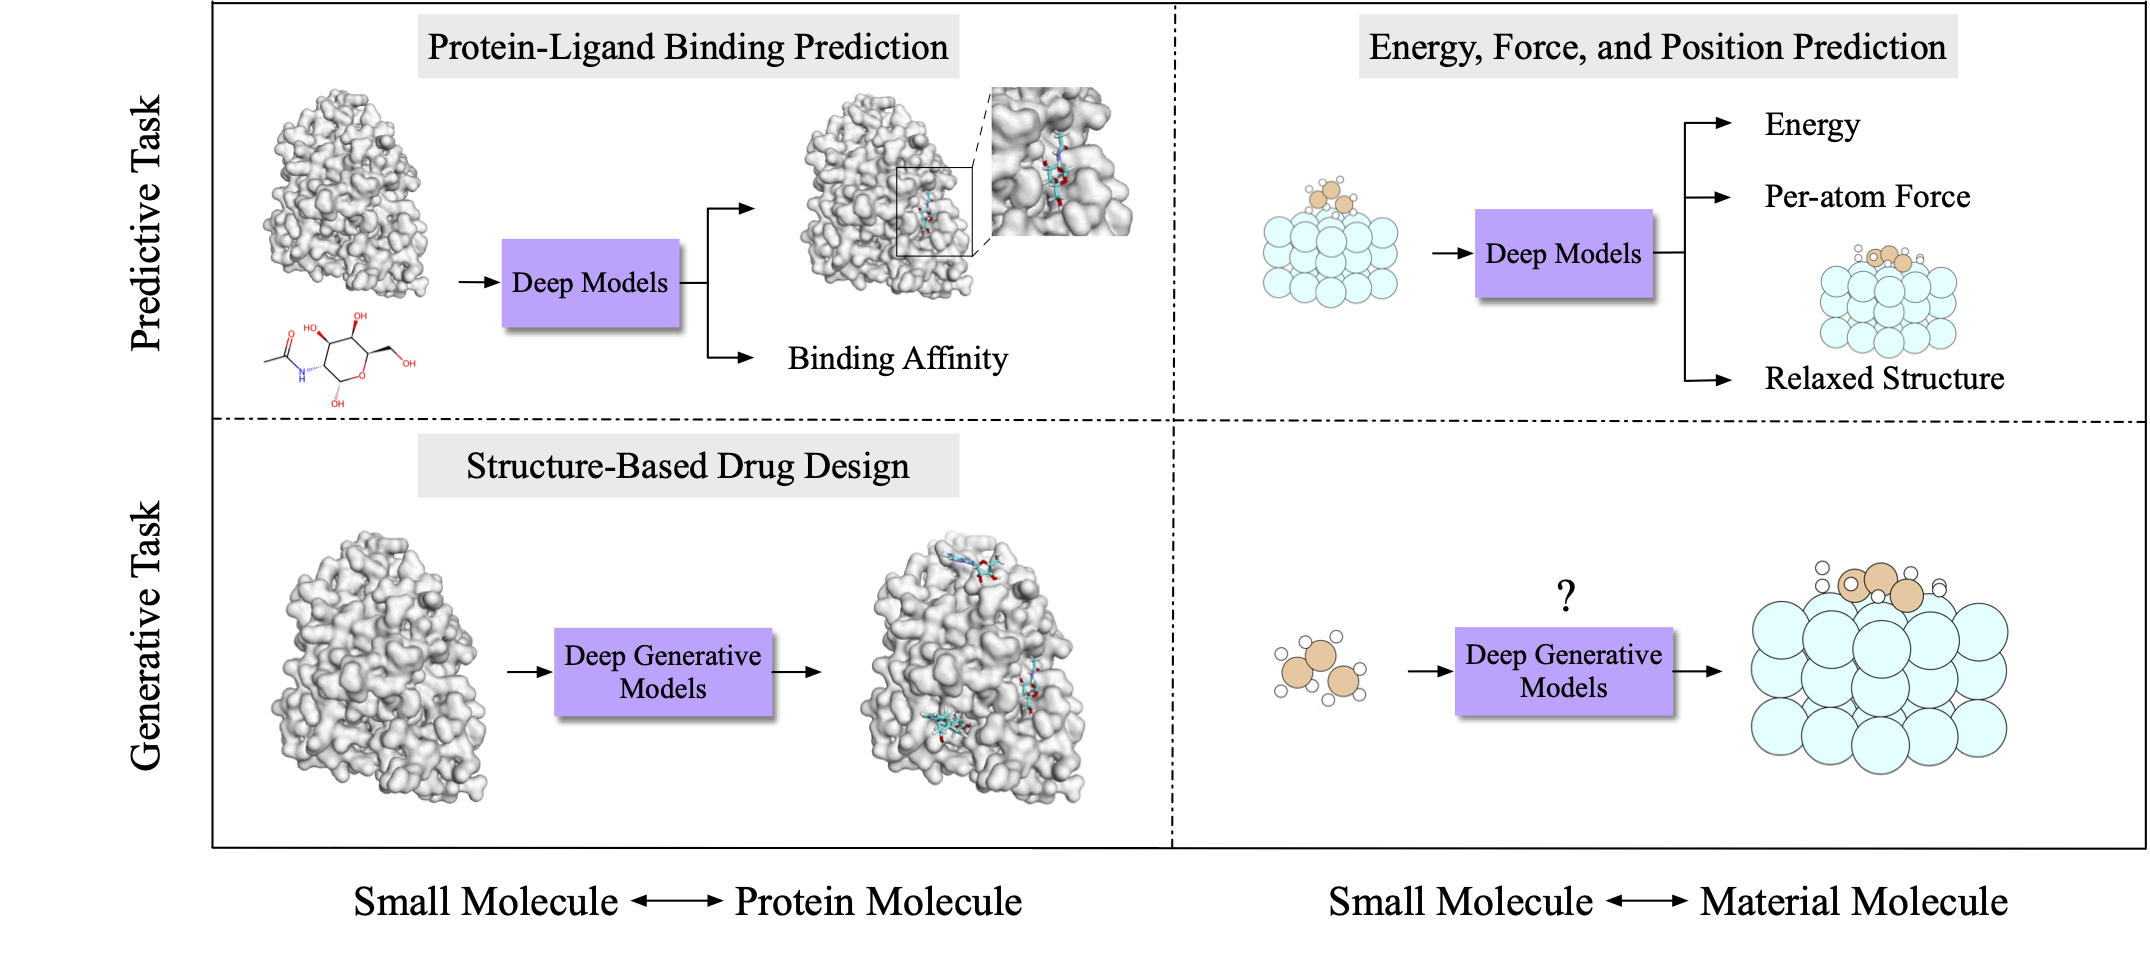 Protein-Ligand Binding Prediction
Energy, Force, and Position Prediction
Predictive Task
Deep Models
Binding Affinity
HO
OH
O
N
H
O
OH
OH
Deep Models
Energy
Per-atom Force
Relaxed Structure
Structure-Based Drug Design
Generative Task
Deep Generative
Models
?
Deep Generative
Models
Small Molecule
Protein Molecule
Small Molecule
Material Molecule